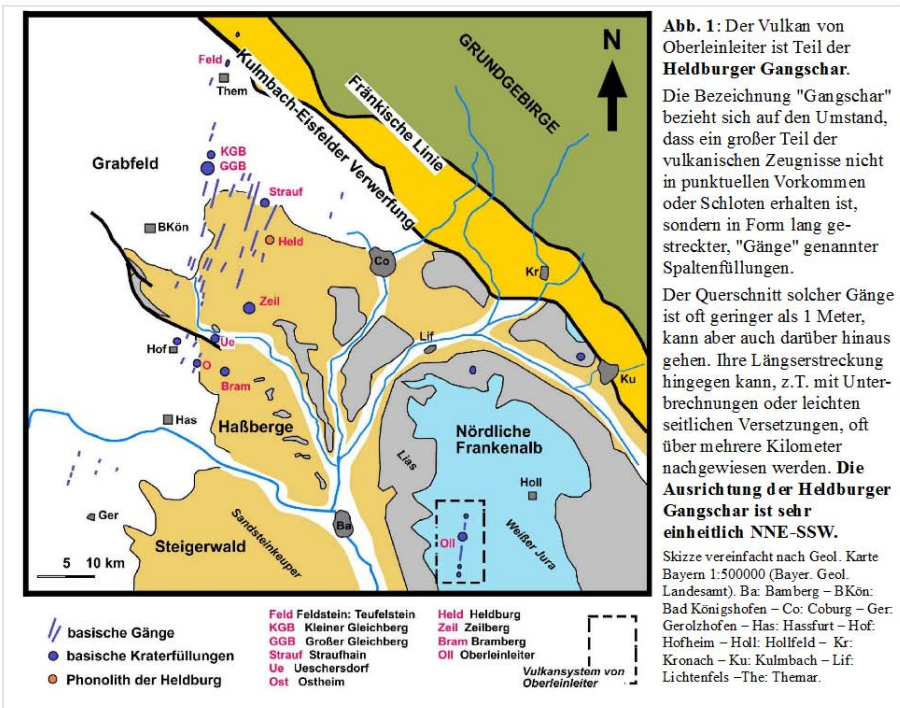 Feld
Them
Kulmbach-Eisfelder Verwerfung
Fränkische Linie
GRUNDGEBIRGE
N
Grabfeld
KGB
GGB
Strauf
BKön
Held
Co
Kr
Zeil
Hof
Ue
O
Lif
Ku
Bram
Has
Haßberge
Nördliche
Frankenalb
Lias
Holl
Ger
Ba
Oll
Weißer Jura
Steigerwald
Sandsteinkeuper
5 10 km
basische Gänge
basische Kraterfüllungen
Phonolith der Heldburg
Feld Feldstein: Teufelstein
KGB Kleiner Gleichberg
GGB Großer Gleichberg
Strauf Straufhain
Ue Ueschersdorf
Ost Ostheim
Held Heldburg
Zeil Zeilberg
Bram Bramberg
Oll Oberleinleiter
Vulkansystem von
Oberleinleiter
Abb. 1: Der Vulkan von
Oberleinleiter ist Teil der
Heldburger Gangschar.
Die Bezeichnung "Gangschar"
bezieht sich auf den Umstand,
dass ein großer Teil der
vulkanischen Zeugnisse nicht
in punktuellen Vorkommen
oder Schloten erhalten ist,
sondern in Form lang ge-
streckter, "Gänge" genannter
Spaltenfüllungen.
Der Querschnitt solcher Gänge
ist oft geringer als 1 Meter,
kann aber auch darüber hinaus
gehen. Ihre Längserstreckung
hingegen kann, z.T. mit Unter-
brechnungen oder leichten
seitlichen Versetzungen, oft
über mehrere Kilometer
nachgewiesen werden. Die
Ausrichtung der Heldburger
Gangschar ist sehr
einheitlich NNE-SSW.
Skizze vereinfacht nach Geol. Karte
Bayern 1:500000 (Bayer. Geol.
Landesamt). Ba: Bamberg – BKön:
Bad Königshofen – Co: Coburg – Ger:
Gerolzhofen – Has: Hassfurt – Hof:
Hofheim – Holl: Hollfeld – Kr:
Kronach – Ku: Kulmbach – Lif:
Lichtenfels –The: Themar.